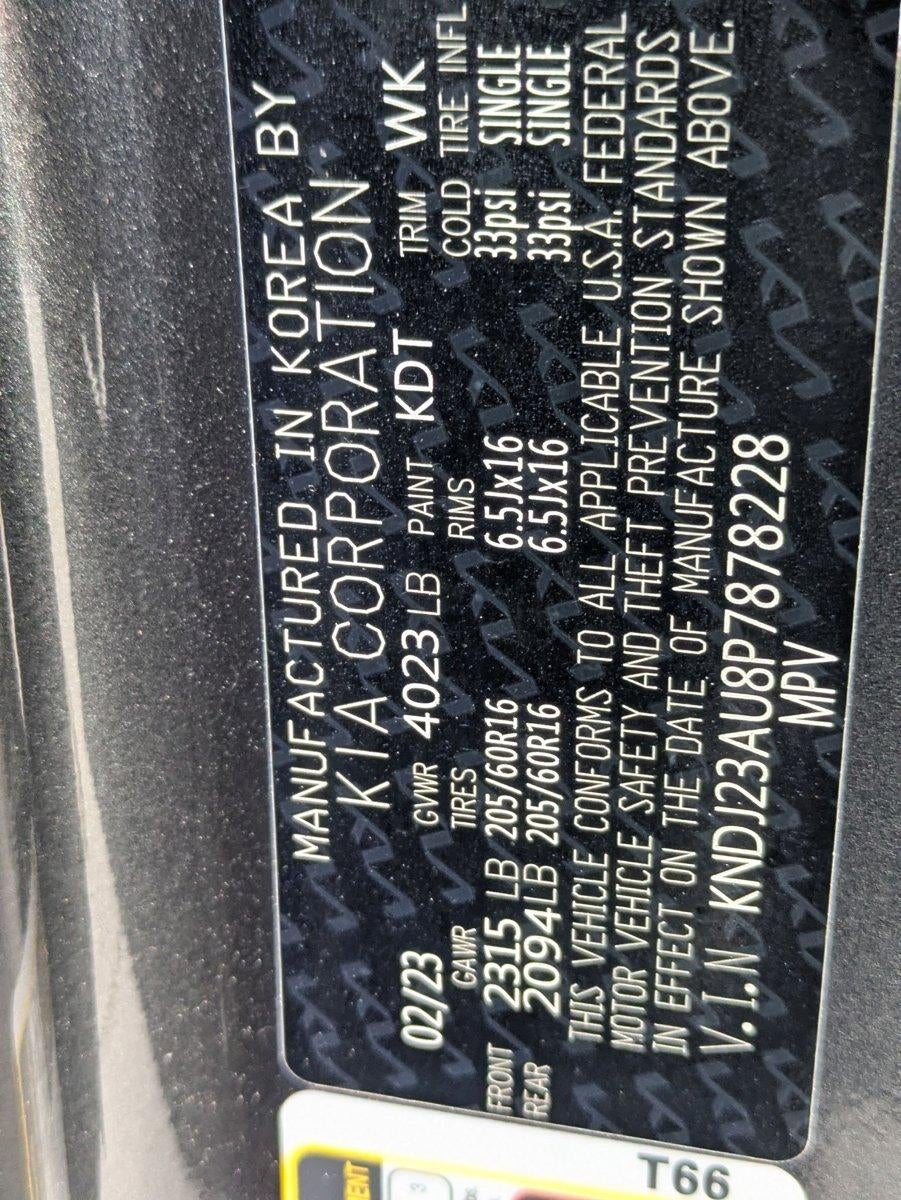 MANUFACTURED IN KOREA BY
KIA CORPORATION
02/23 GVWR 4023LB PAINT KDT TRIM WK
GAWR TIRES RIMS COLD TIRE INFL
FRONT 2315 LB 205/60R16 6.5Jx16 33psi SINGLE
REAR 2094LB 205/60R16 6.5Jx16 33psi SINGLE
THIS VEHICLE CONFORMS TO ALL APPLICABLE U.S.A. FEDERAL
MOTOR VEHICLE SAFETY AND THEFT PREVENTION STANDARDS
IN EFFECT ON THE DATE OF MANUFACTURE SHOWN ABOVE.
V.I.N KNDJ23AU8P7878228
MPV
T66